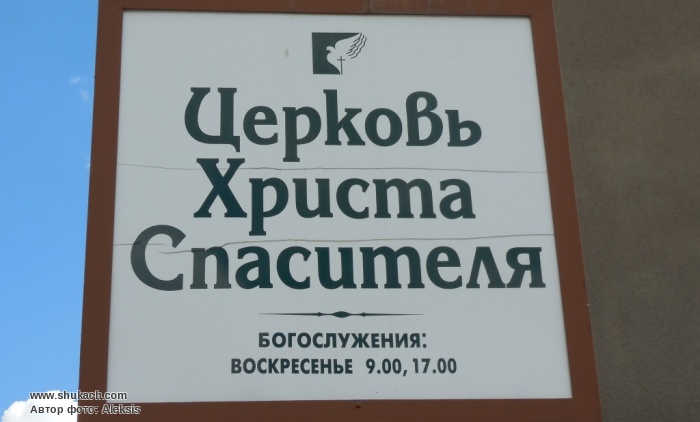 Церковь
Христа
Спасителя
БОГОСЛУЖЕНИЯ:
ВОСКРЕСЕНЬЕ 9.00, 17.00
www.shukach.com
Автор фото: Aleksis